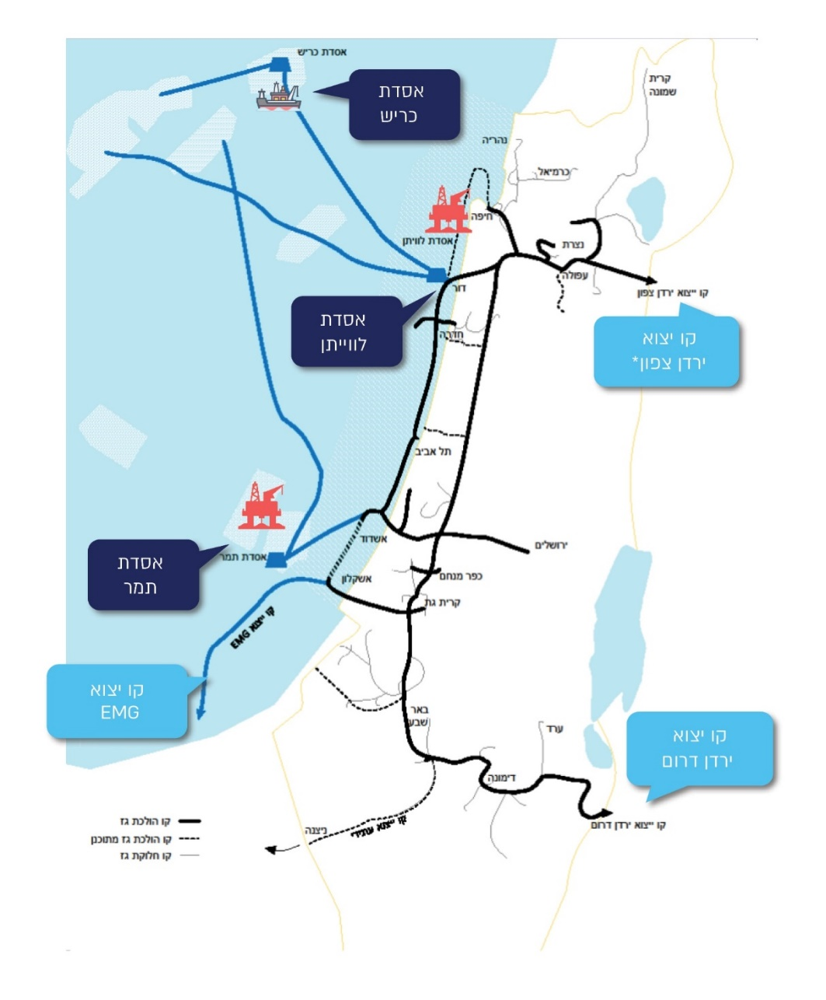 אסדת כריש
אסדת
כריש
קרית
שמונה
נהריה
כרמיאל
חיפה
אסדת לוויתן
נצרת
עפולה
דור
קו ייצוא ירדן צפון
אסדת
לווייתן
קו יצוא
ירדן צפון*
חדרה
תל אביב
אשדוד
ירושלים
אסדת תמר
אסדת
תמר
אשקלון
כפר מנחם
קרית גת
קו ייצוא EMG
קו יצוא
EMG
באר
שבע
ערד
קו יצוא
ירדן דרום
דימונה
קו ייצוא ירדן דרום
קו ייצוא עתידי
ניצנה
קו הולכת גז
קו הולכת גז מתוכנן
קו חלוקת גז